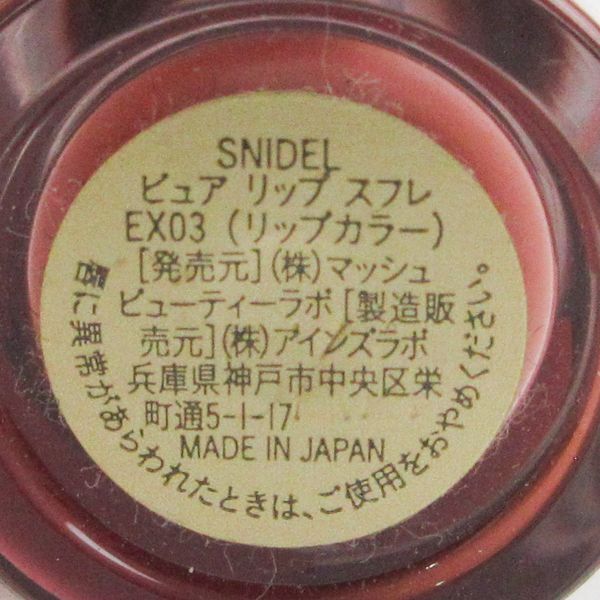 SNIDEL
ピュア リップ スフレ
EX03 (リップカラー)
[発売元](株)マッシュ
ビューティーラボ[製造販
売元](株)アインズラボ
兵庫県神戸市中央区栄
町通5-1-17
MADE IN JAPAN
唇に異常があらわれたときは、ご使用をおやめください。